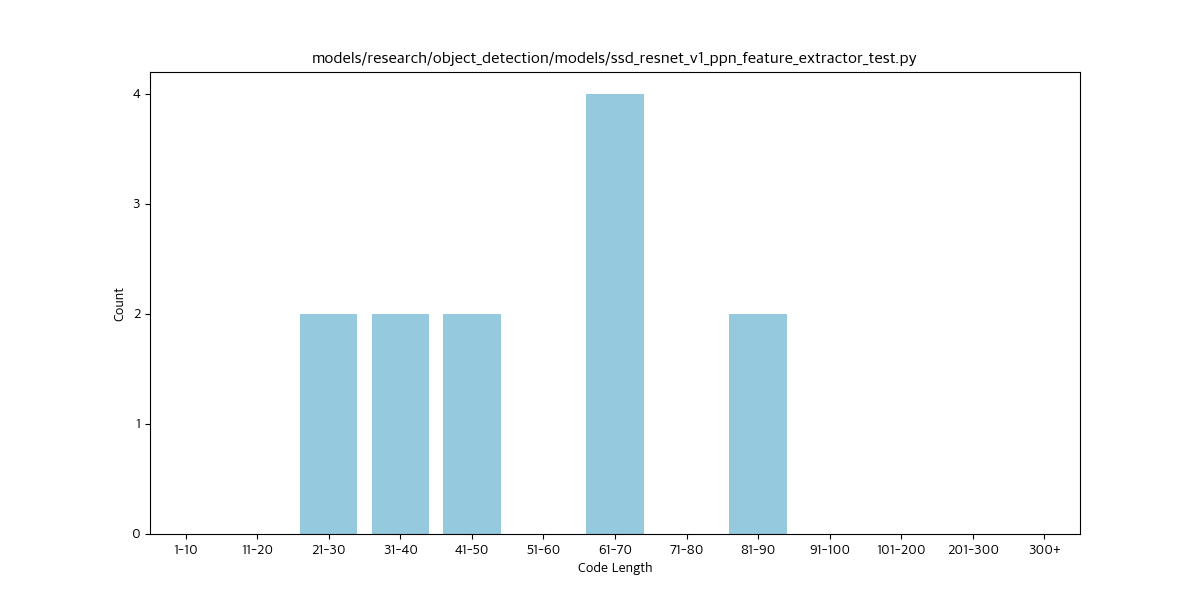 models/research/object_detection/models/ssd_resnet_v1_ppn_feature_extractor_test.py
4
3
2
1
0
Count
1-10 11-20 21-30 31-40 41-50 51-60 61-70 71-80 81-90 91-100 101-200 201-300 300+
Code Length